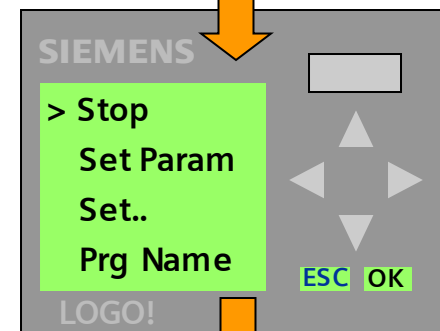 SIEMENS
> Stop
Set Param
Set..
Prg Name
ESC OK
LOGO!